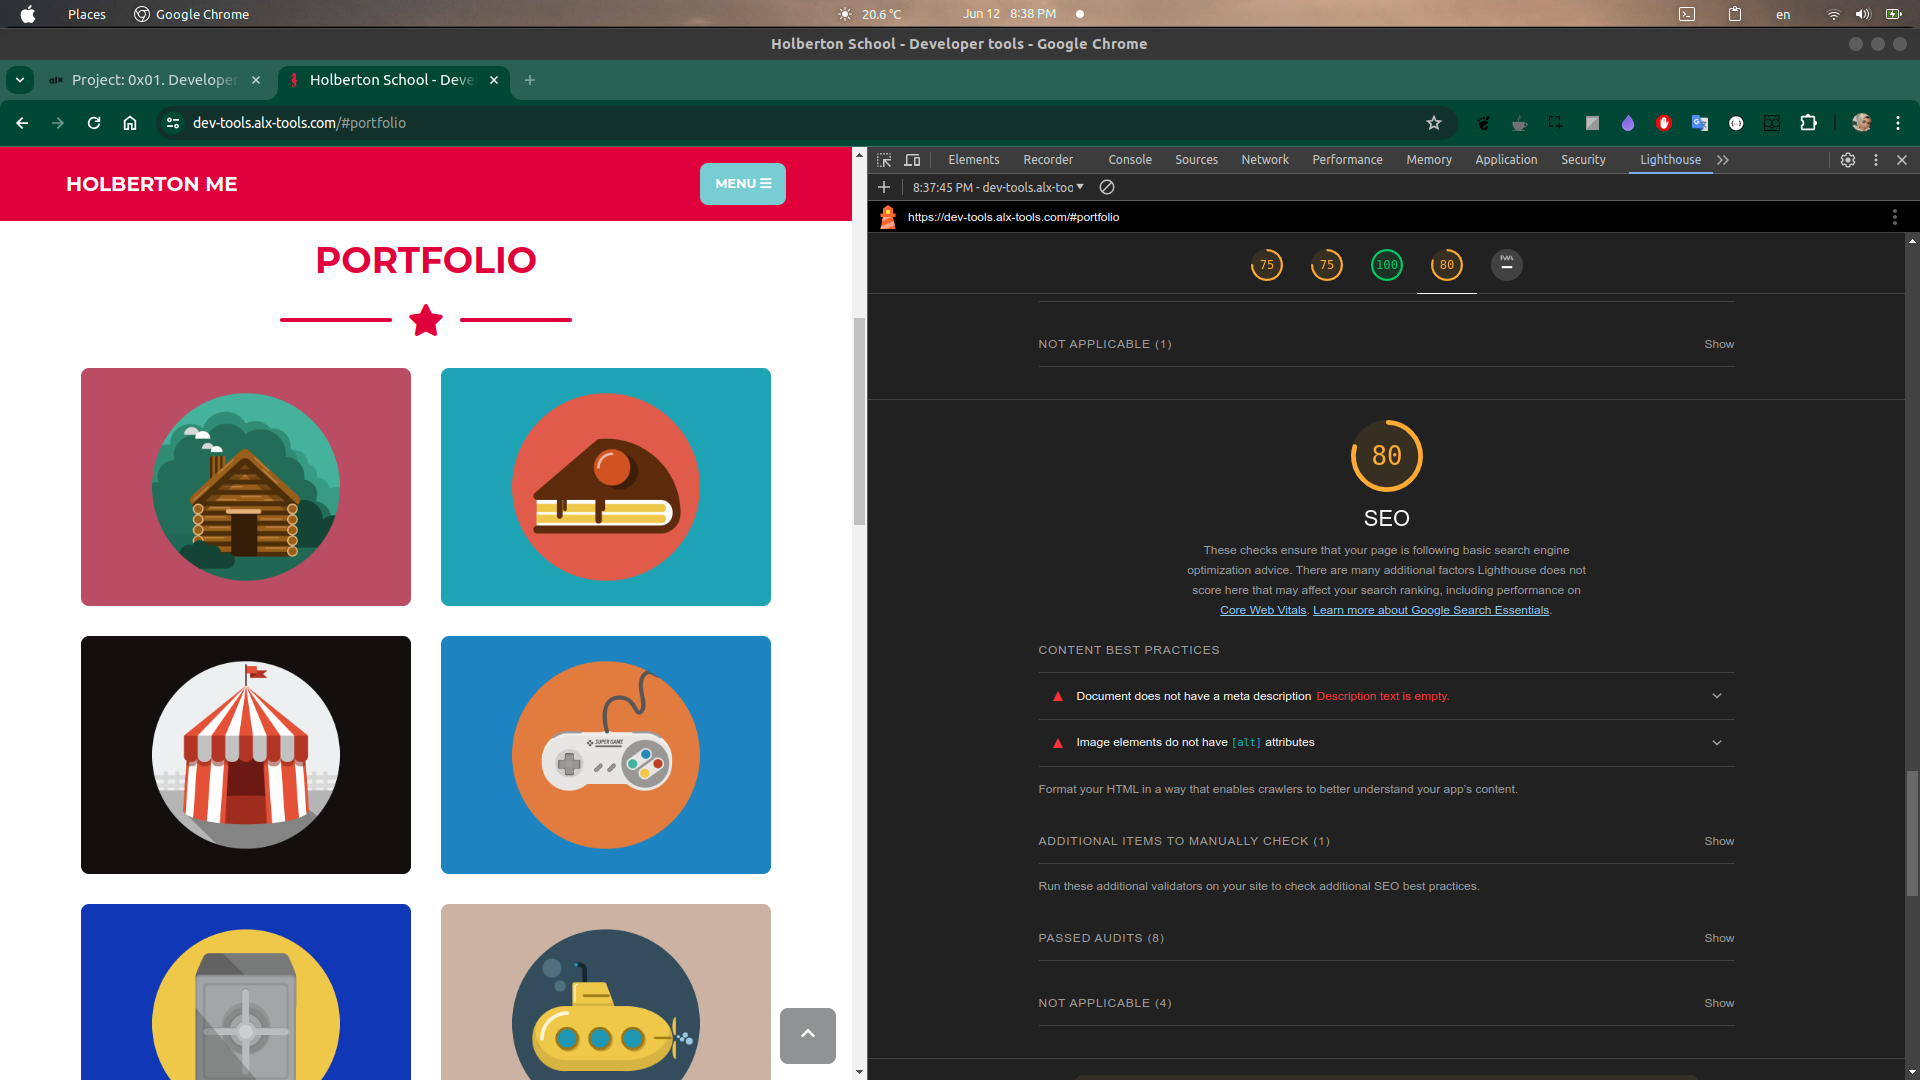 Places
Google Chrome
20.6 °C
Jun 12 8:38 PM
en
Holberton School - Developer tools - Google Chrome
alx Project: 0x01. Developer
Holberton School - Deve
dev-tools.alx-tools.com/#portfolio
HOLBERTON ME
MENU
PORTFOLIO
SUPER GAME
Elements
Recorder
Console
Sources
Network
Performance
Memory
Application
Security
Lighthouse
8:37:45 PM - dev-tools.alx-too
https://dev-tools.alx-tools.com/#portfolio
75
75
100
80
PWA
NOT APPLICABLE (1)
Show
80
SEO
These checks ensure that your page is following basic search engine
optimization advice. There are many additional factors Lighthouse does not
score here that may affect your search ranking, including performance on
Core Web Vitals. Learn more about Google Search Essentials.
CONTENT BEST PRACTICES
Document does not have a meta description Description text is empty.
Image elements do not have [alt] attributes
Format your HTML in a way that enables crawlers to better understand your app's content.
ADDITIONAL ITEMS TO MANUALLY CHECK (1)
Show
Run these additional validators on your site to check additional SEO best practices.
PASSED AUDITS (8)
Show
NOT APPLICABLE (4)
Show